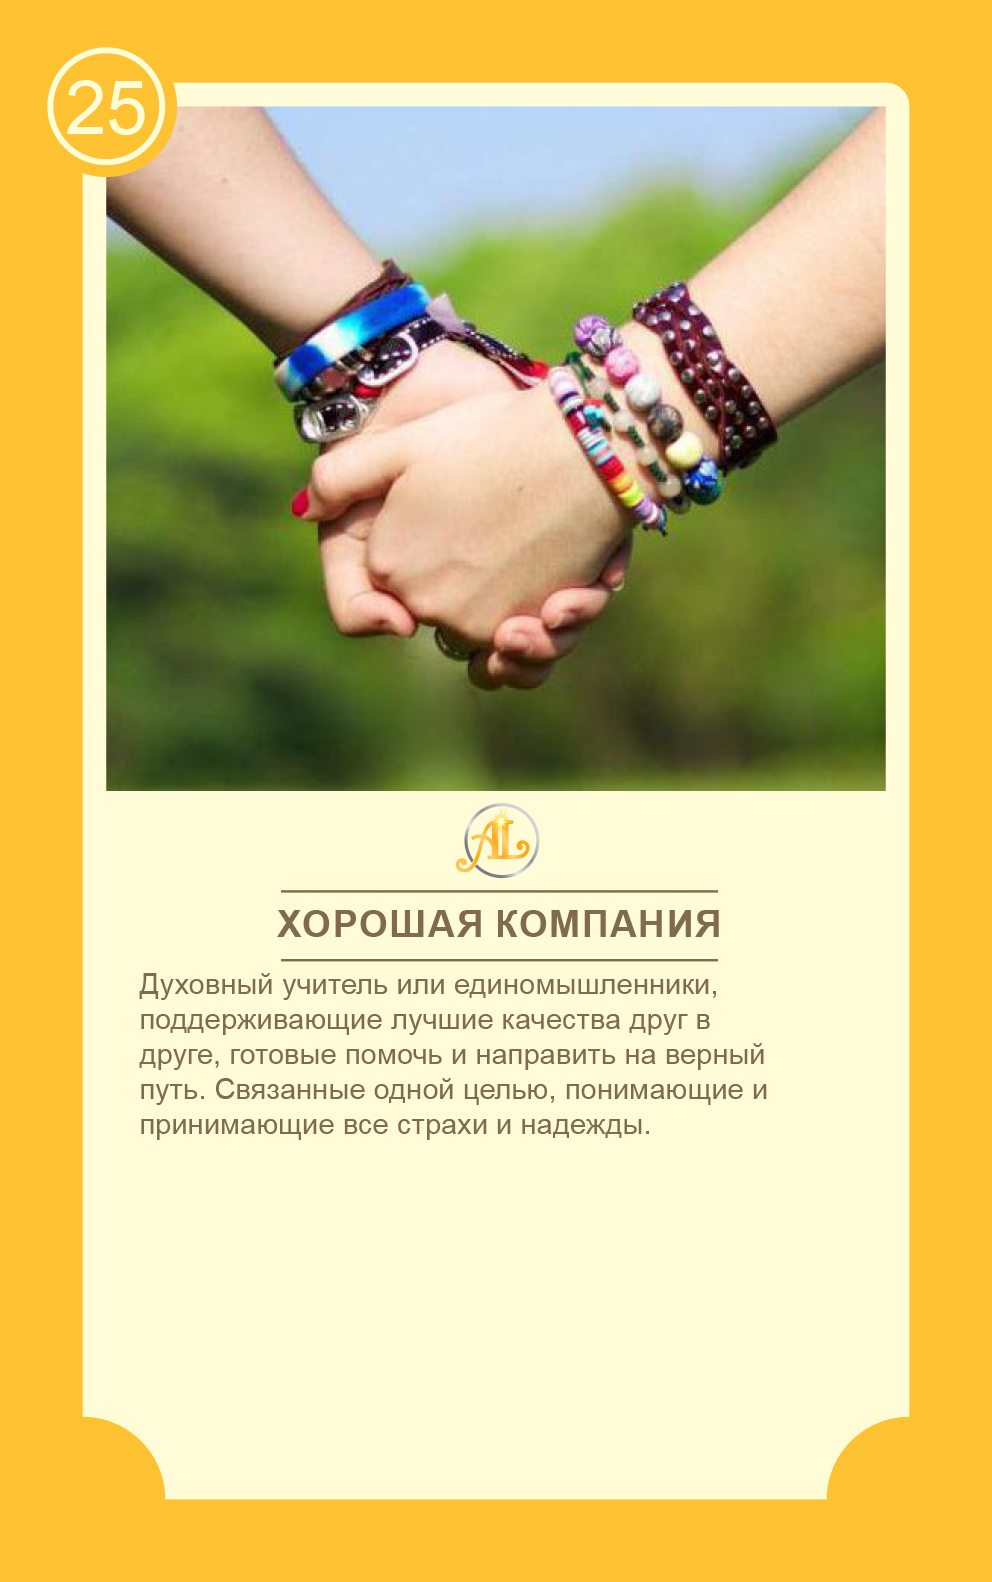 25
AL
ХОРОШАЯ КОМПАНИЯ
Духовный учитель или единомышленники,
поддерживающие лучшие качества друг в
друге, готовые помочь и направить на верный
путь. Связанные одной целью, понимающие и
принимающие все страхи и надежды.